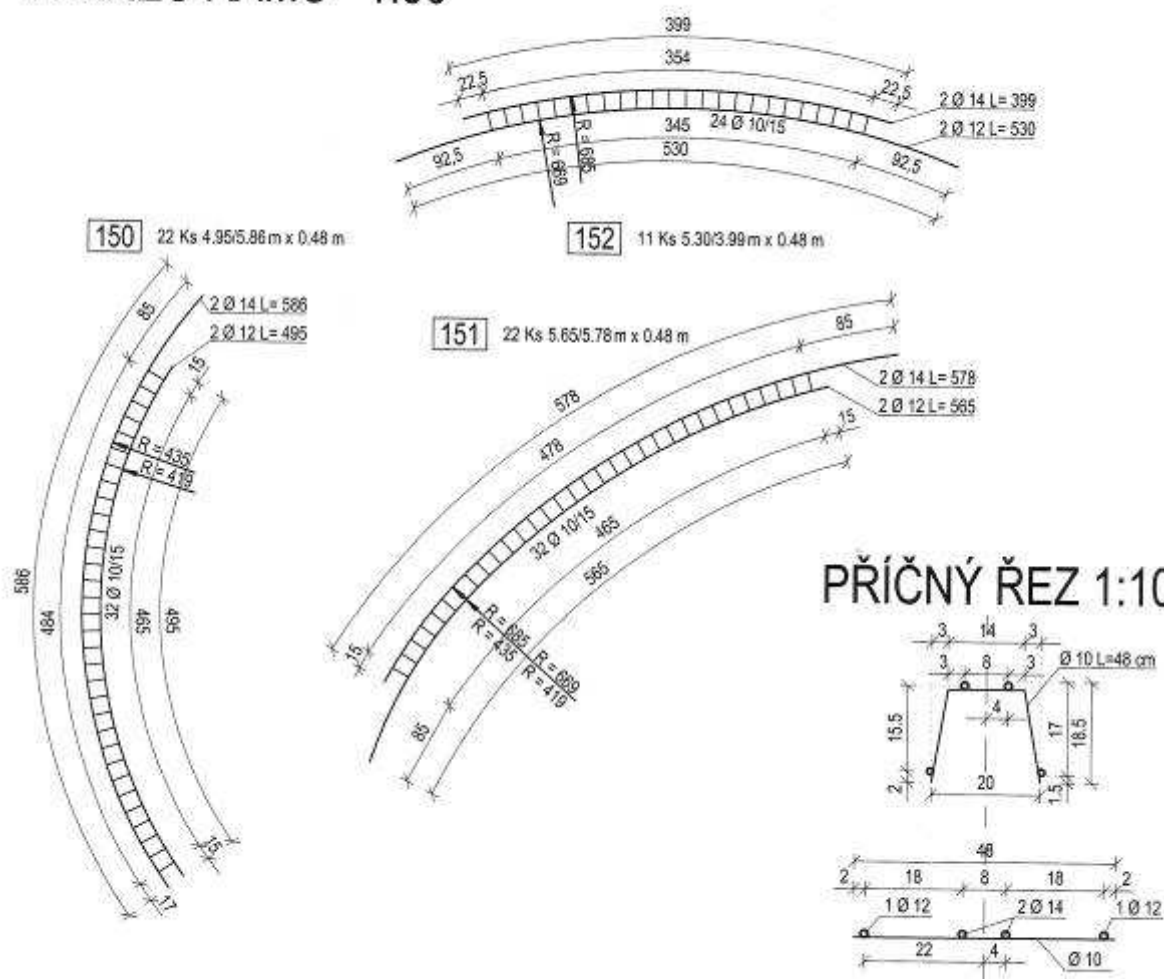 399
354
22,5
22,5
2 Ø 14 L= 399
2 Ø 12 L= 530
24 Ø 10/15
345
530
92,5
92,5
R = 669
R = 685
150 22 Ks 4.95/5.86 m x 0.48 m
152 11 Ks 5.30/3.99 m x 0.48 m
85
2 Ø 14 L= 586
2 Ø 12 L= 495
15
R = 435
R = 419
586
484
32 Ø 10/15
465
495
15
17
151 22 Ks 5.65/5.78 m x 0.48 m
85
578
478
2 Ø 14 L= 578
2 Ø 12 L= 565
15
32 Ø 10/15
465
565
15
R = 685 R = 669
R = 435 R = 419
85
PŘÍČNÝ ŘEZ 1:10
3 14 3
3 8 3
Ø 10 L=48 cm
4
15.5
17
18.5
2
20
1.5
48
2 18 8 18 2
1 Ø 12
2 Ø 14
1 Ø 12
22
4
Ø 10